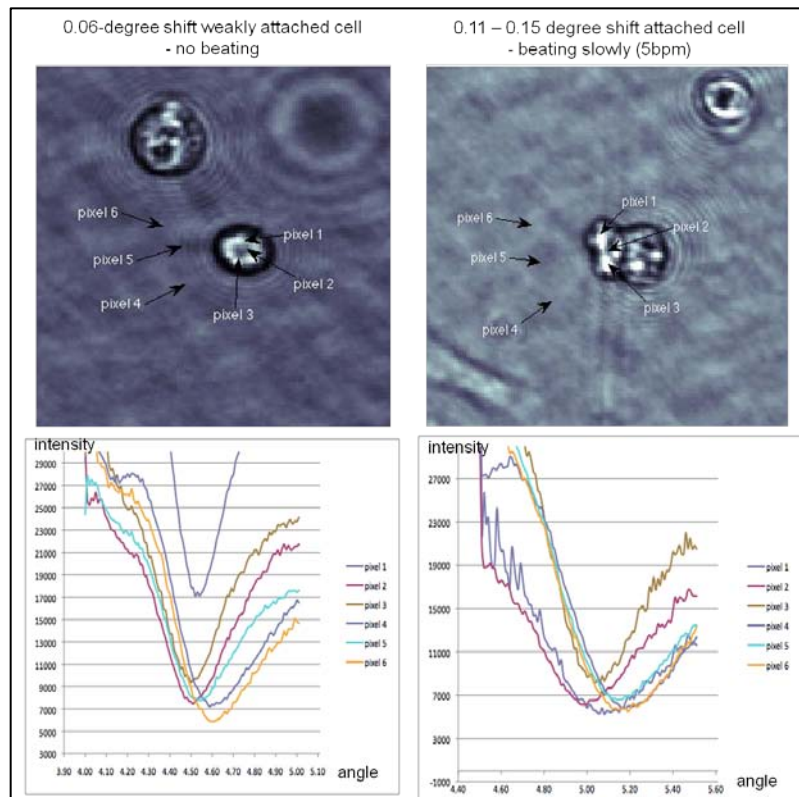 0.06-degree shift weakly attached cell
- no beating
0.11 – 0.15 degree shift attached cell
- beating slowly (5bpm)
pixel 6
pixel 5
pixel 4
pixel 1
pixel 2
pixel 3
pixel 6
pixel 5
pixel 4
pixel 1
pixel 2
pixel 3
intensity
29000
27000
25000
23000
21000
19000
17000
15000
13000
11000
9000
7000
5000
3000
3.90 4.00 4.10 4.20 4.30 4.40 4.50 4.60 4.70 4.80 4.90 5.00 5.10
angle
pixel 1
pixel 2
pixel 3
pixel 4
pixel 5
pixel 6
intensity
27000
23000
19000
15000
11000
7000
3000
-1000
4.40 4.60 4.80 5.00 5.20 5.40 5.60
angle
pixel 1
pixel 2
pixel 3
pixel 4
pixel 5
pixel 6